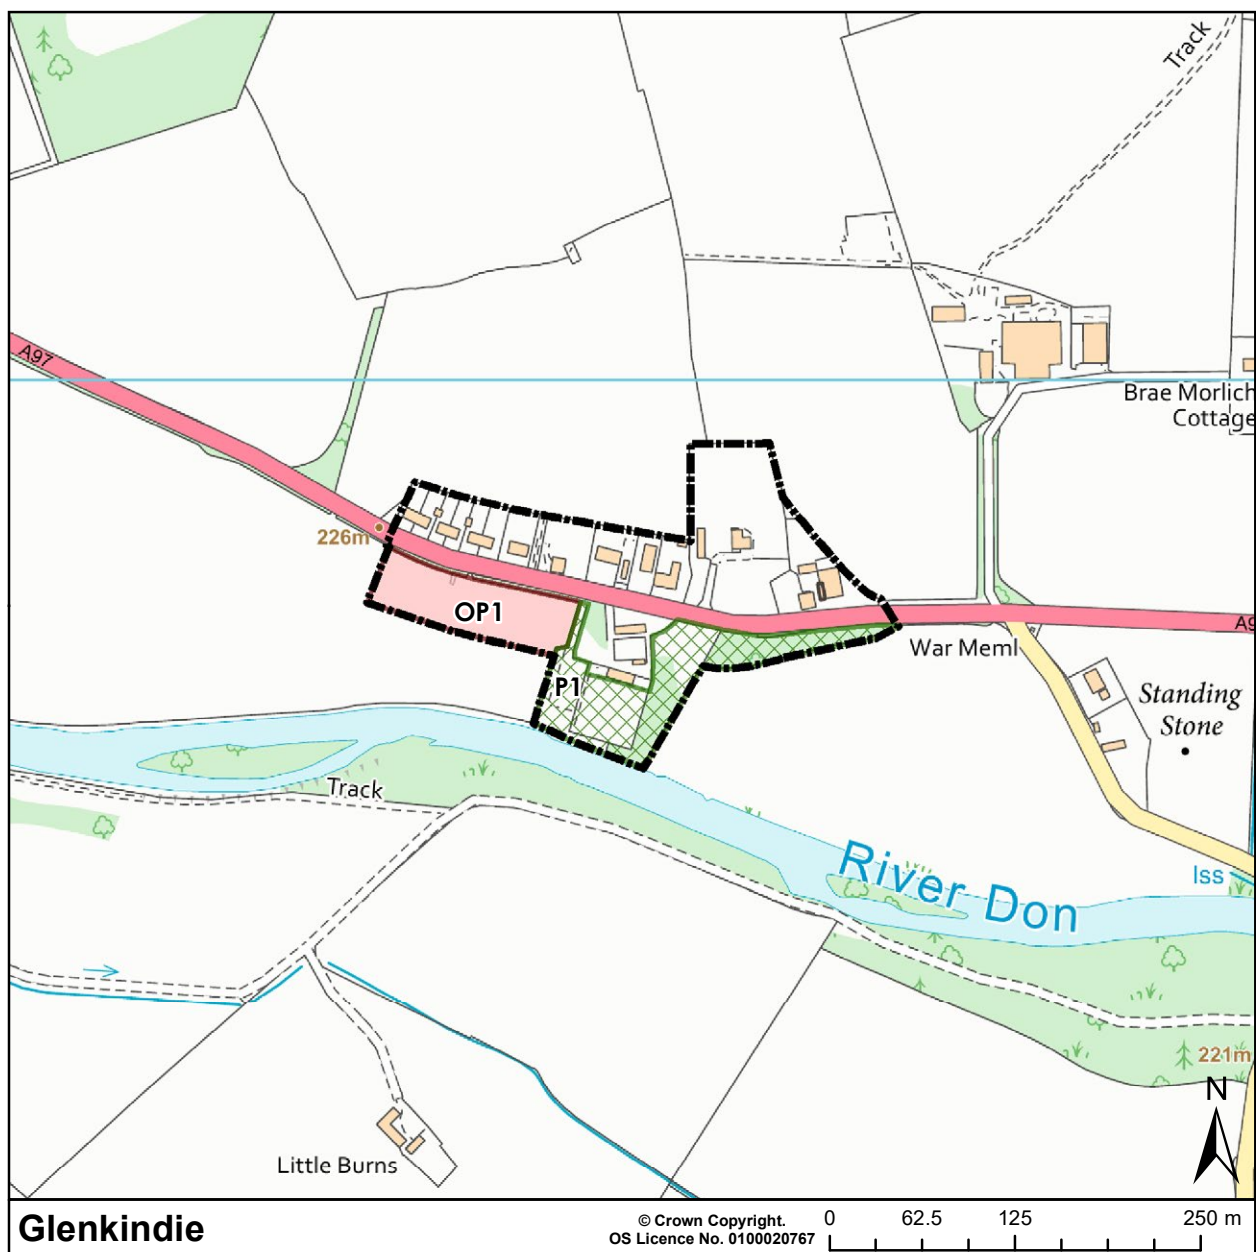 Track
A97
Brae Morlich
Cottage
226m
OP1
War Meml
P1
Standing
Stone
Track
River Don
Iss
221m
N
Little Burns
Glenkindie
© Crown Copyright.
OS Licence No. 0100020767
0 62.5 125 250 m
A9